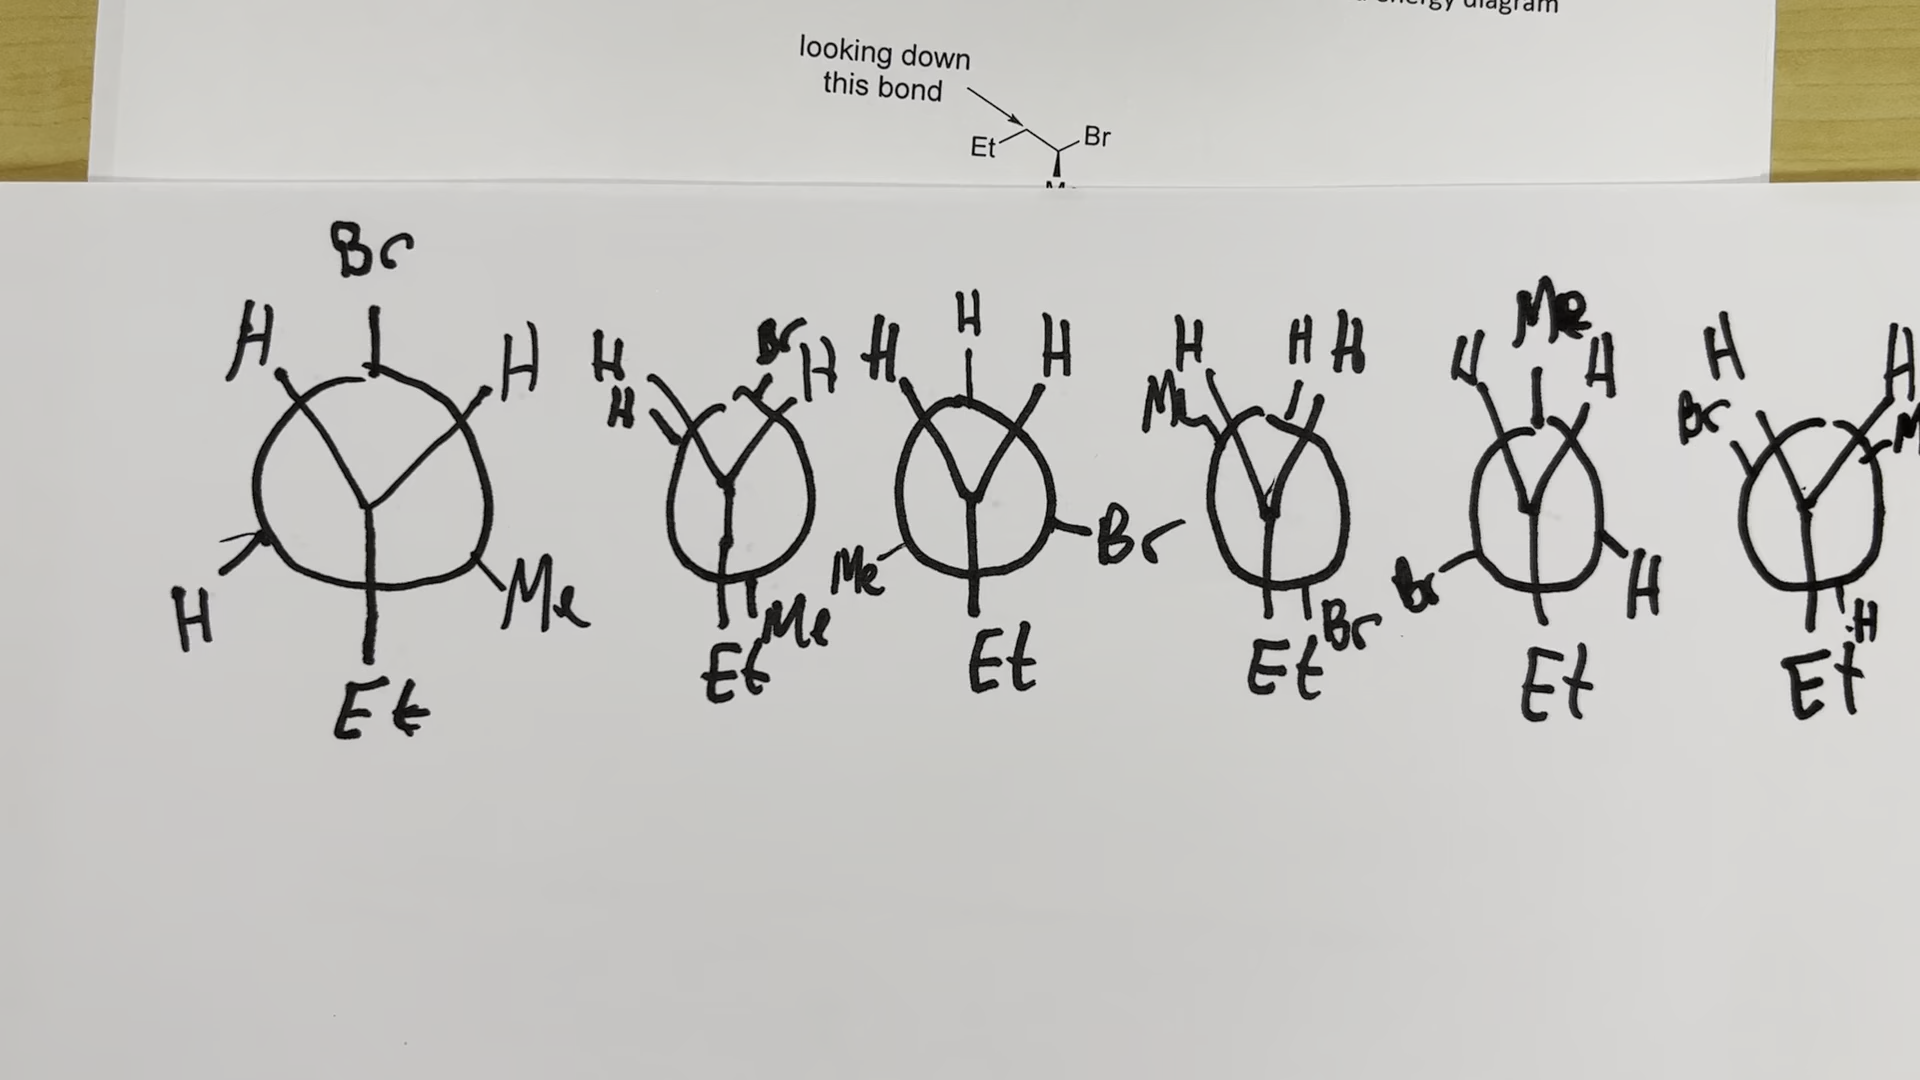 energy diagram
looking down
this bond
Et Br
Br
H H
H Me
Et
H Br H
H
Me
Et
H H H
Me Br
Et
H H H
Me
Br
Et
Me
H H
Br H
Et
H H
Br M
H
Et